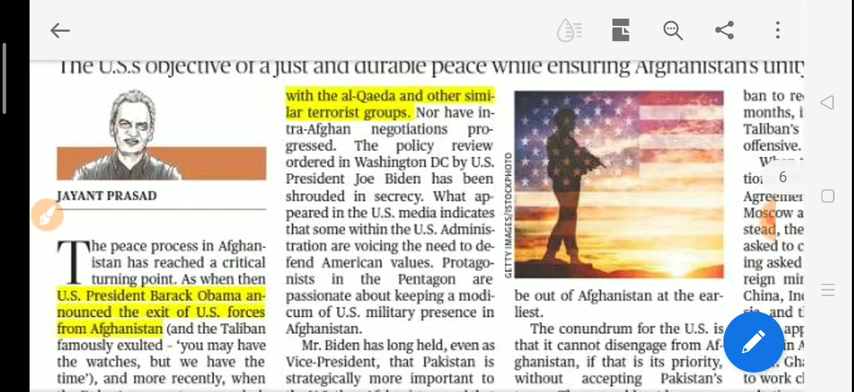 The U.S.s objective of a just and durable peace while ensuring Afghanistan's unity
JAYANT PRASAD
The peace process in Afghan-
istan has reached a critical
turning point. As when then
U.S. President Barack Obama an-
nounced the exit of U.S. forces
from Afghanistan (and the Taliban
famously exulted – 'you may have
the watches, but we have the
time'), and more recently, when
with the al-Qaeda and other simi-
lar terrorist groups. Nor have in-
tra-Afghan negotiations pro-
gressed. The policy review
ordered in Washington DC by U.S.
President Joe Biden has been
shrouded in secrecy. What ap-
peared in the U.S. media indicates
that some within the U.S. Adminis-
tration are voicing the need to de-
fend American values. Protago-
nists in the Pentagon are
passionate about keeping a modi-
cum of U.S. military presence in
Afghanistan.
Mr. Biden has long held, even as
Vice-President, that Pakistan is
strategically more important to
GETTY IMAGES/ISTOCKPHOTO
be out of Afghanistan at the ear-
liest.
The conundrum for the U.S. is
that it cannot disengage from Af-
ghanistan, if that is its priority,
without accepting Pakistan's
ban to re
months, i
Taliban's
offensive.
6
Moscow a
stead, the
asked to c
ing asked
reign min
China, In
to work c